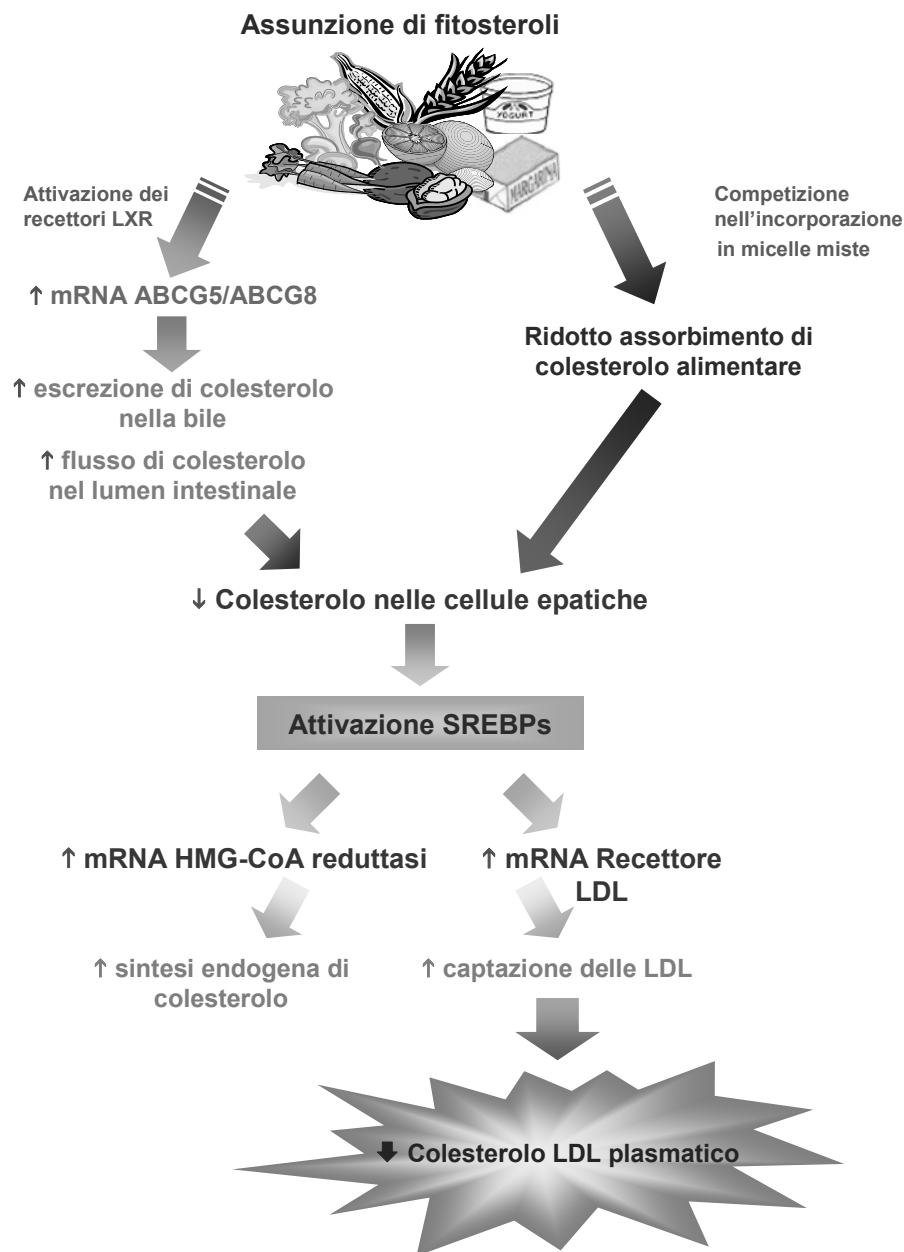 Assunzione di fitosteroli
YOGURT
MARGARINA
Attivazione dei
recettori LXR
Competizione
nell'incorporazione
in micelle miste
↑ mRNA ABCG5/ABCG8
Ridotto assorbimento di
colesterolo alimentare
↑ escrezione di colesterolo
nella bile
↑ flusso di colesterolo
nel lumen intestinale
↓ Colesterolo nelle cellule epatiche
Attivazione SREBPs
↑ mRNA HMG-CoA reduttasi
↑ mRNA Recettore
LDL
↑ sintesi endogena di
colesterolo
↑ captazione delle LDL
↓ Colesterolo LDL plasmatico